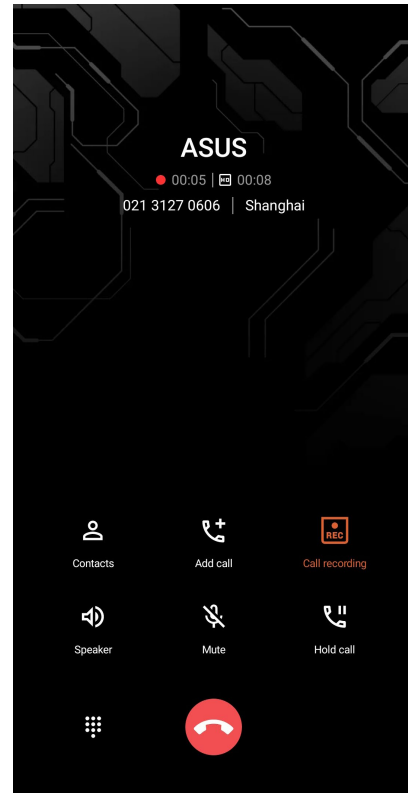 ASUS
00:05 | HD 00:08
021 3127 0606 | Shanghai
REC
Contacts Add call Call recording
Speaker Mute Hold call